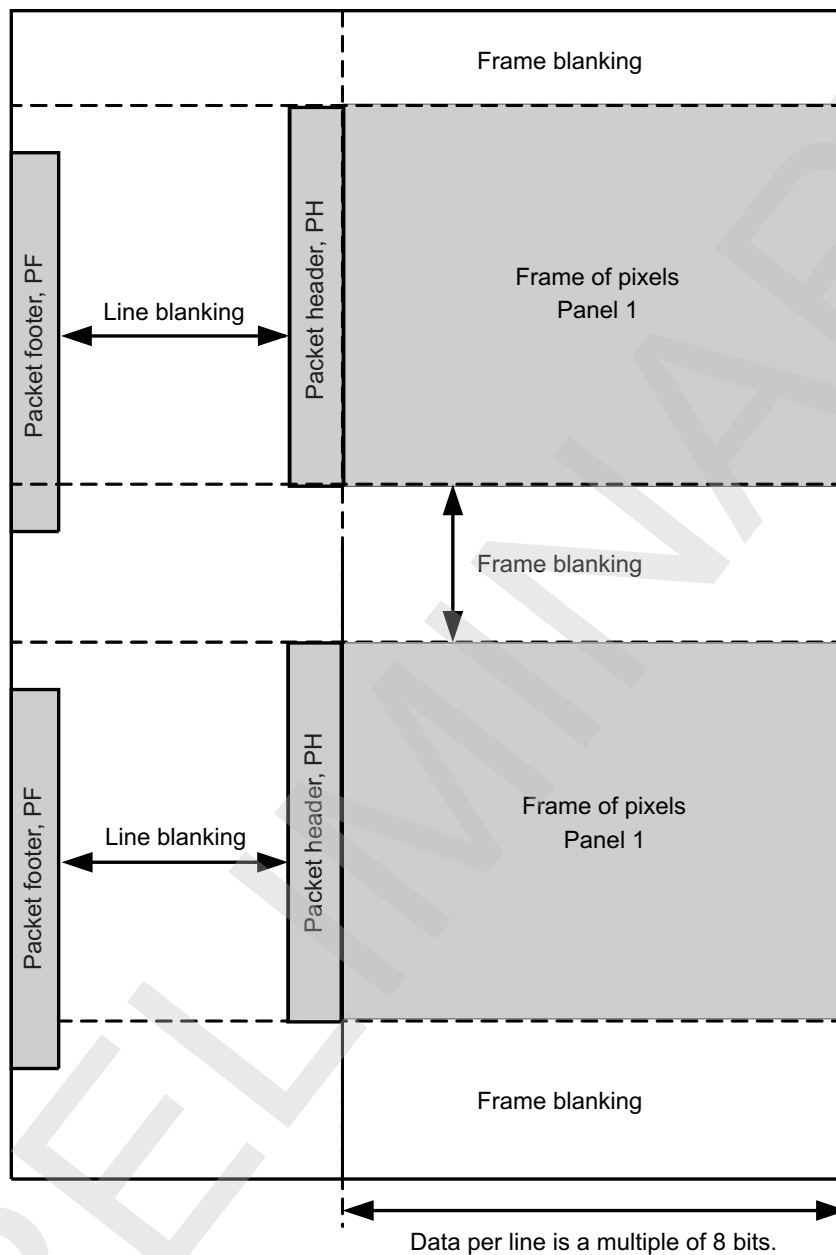 Frame blanking
Packet footer, PF
Line blanking
Packet header, PH
Frame of pixels
Panel 1
Frame blanking
Packet footer, PF
Line blanking
Packet header, PH
Frame of pixels
Panel 1
Frame blanking
Data per line is a multiple of 8 bits.
PRELIMINAR